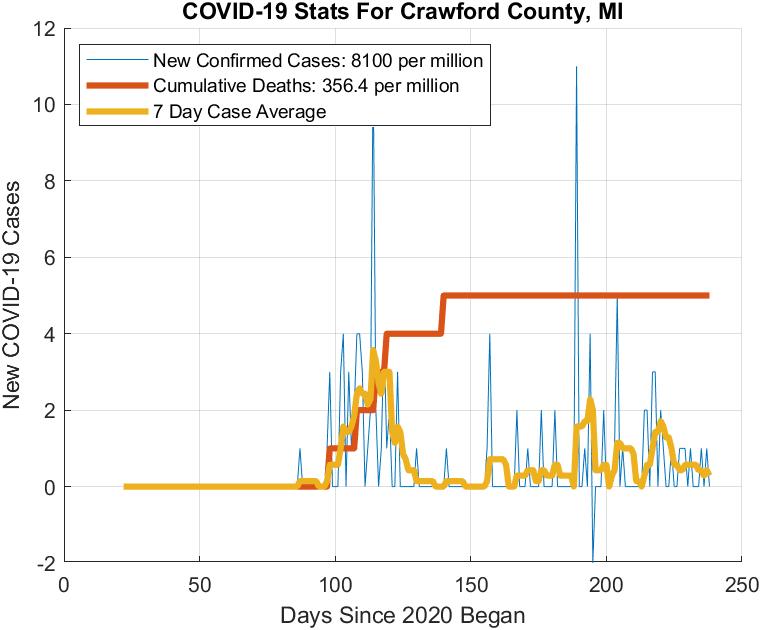 COVID-19 Stats For Crawford County, MI
12
10
8
6
4
2
0
-2
New COVID-19 Cases
New Confirmed Cases: 8100 per million
Cumulative Deaths: 356.4 per million
7 Day Case Average
0 50 100 150 200 250
Days Since 2020 Began